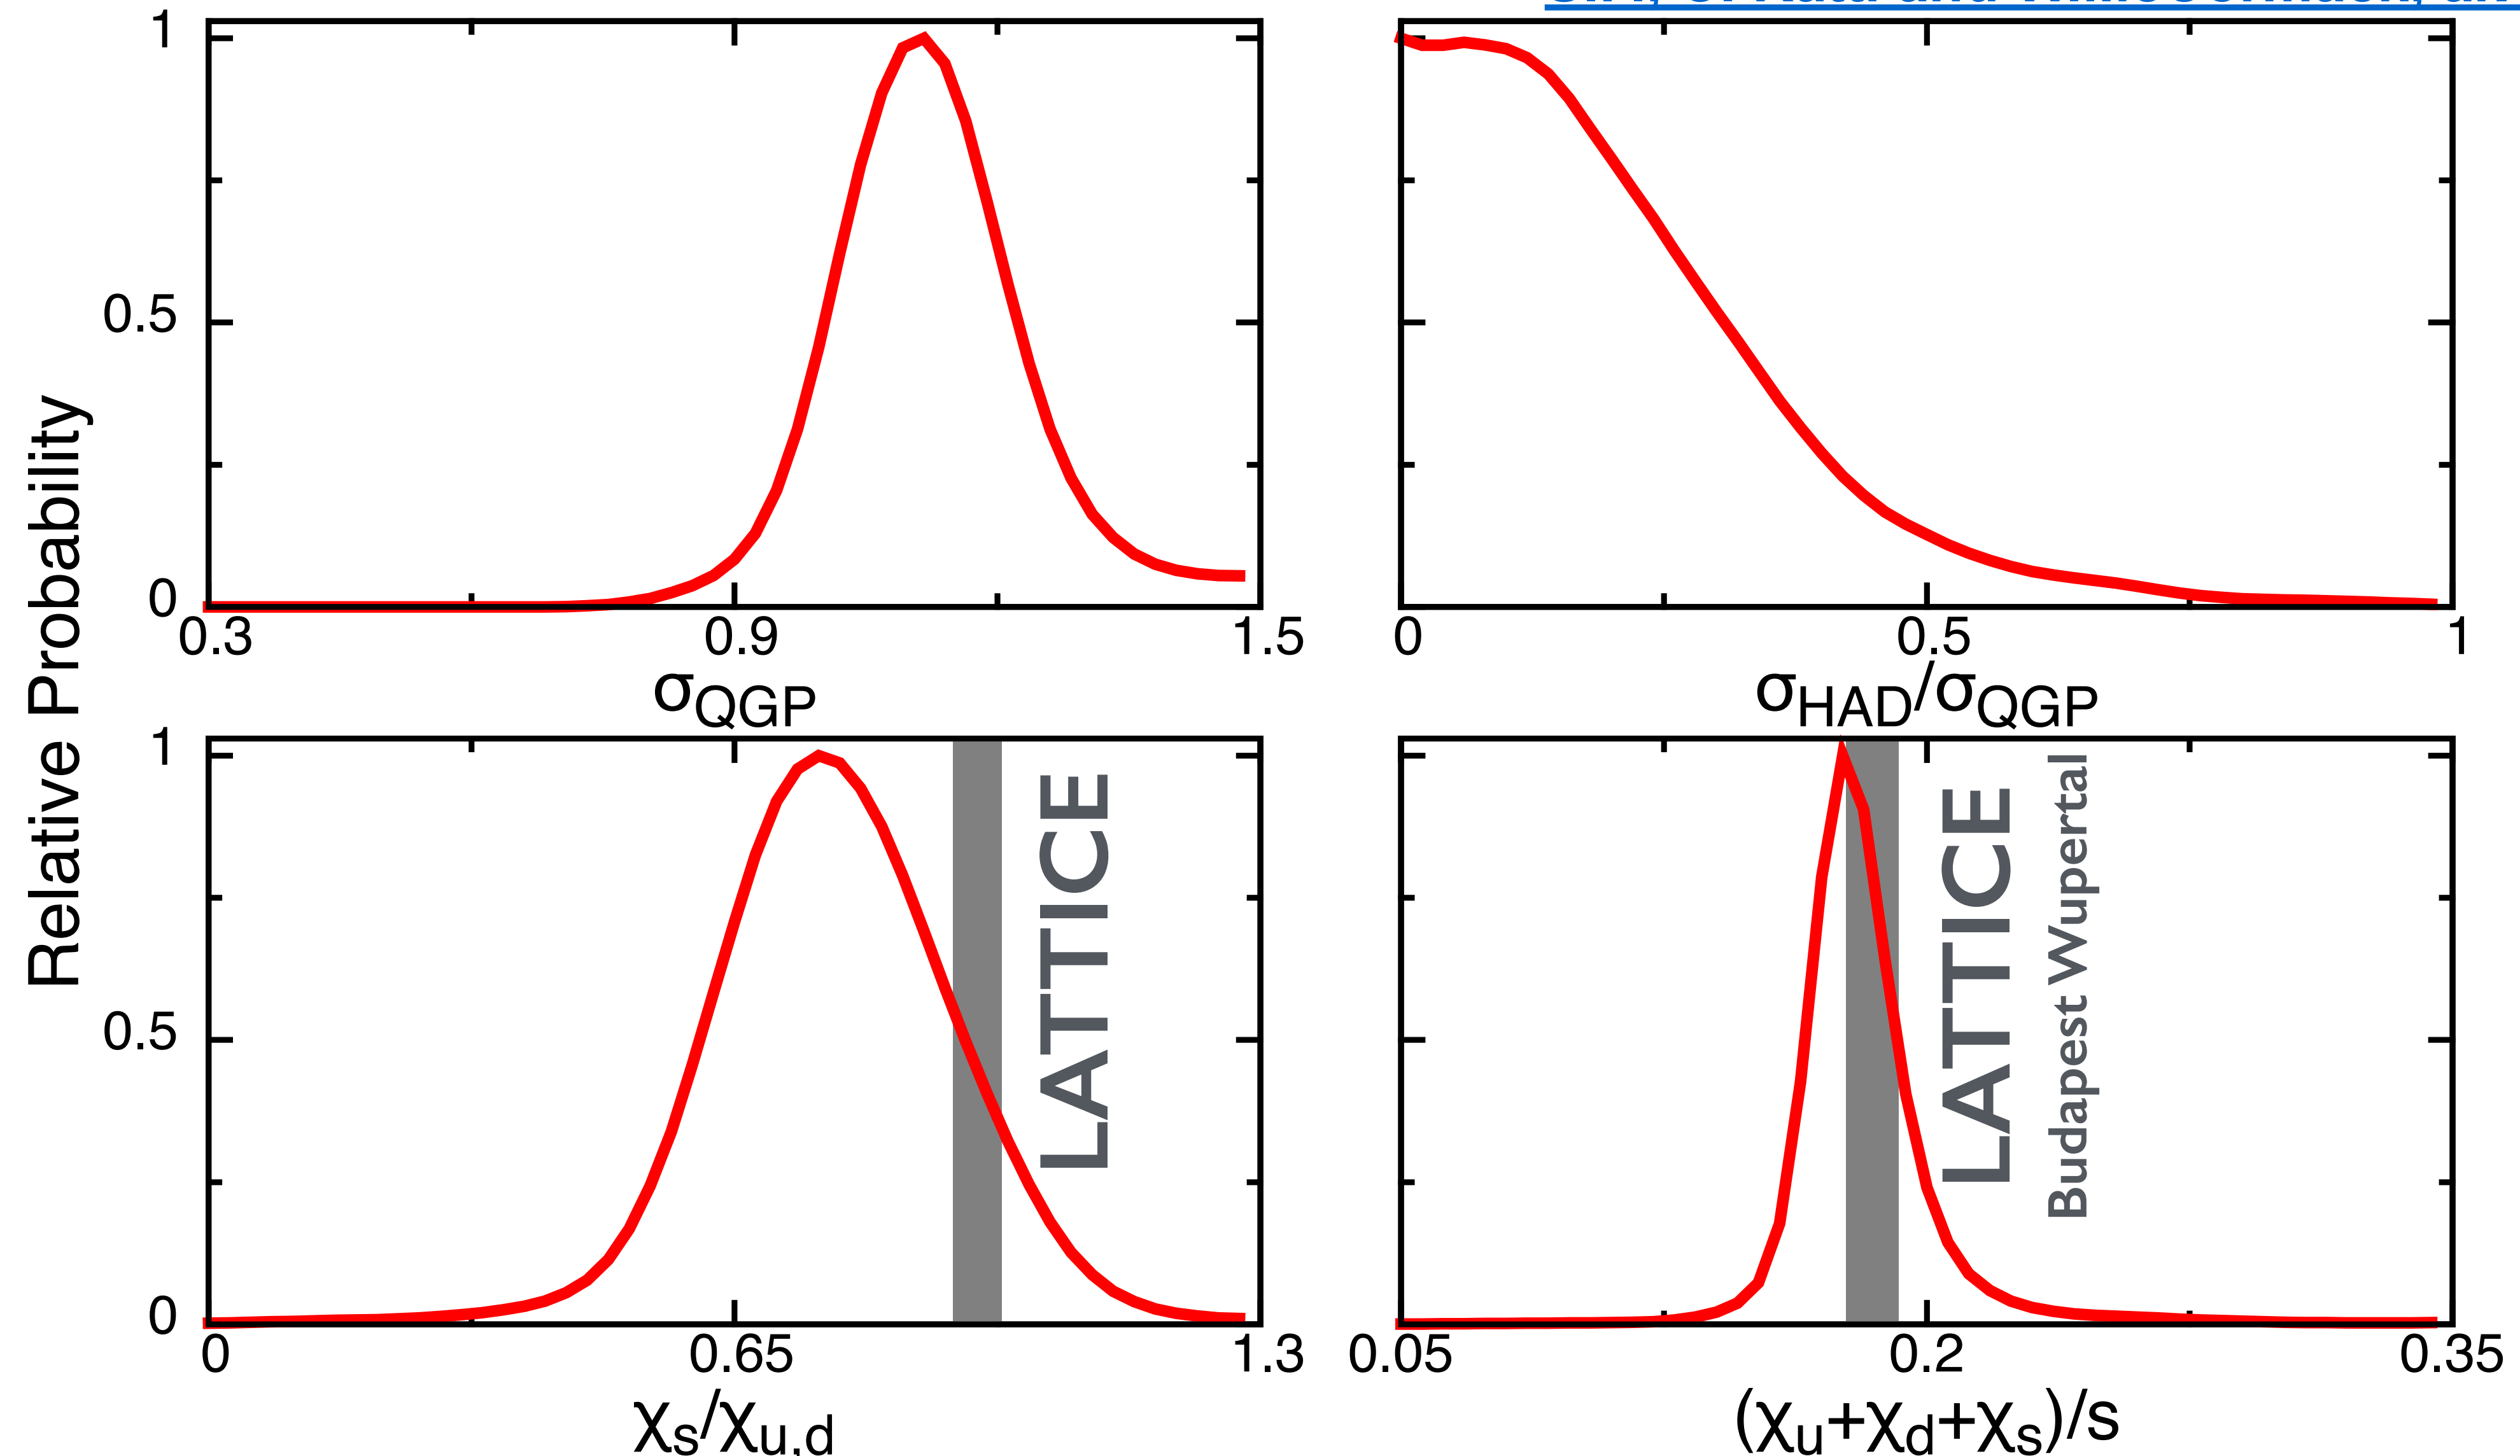 Relative Probability
1
0.5
0
0.3 0.9 1.5
σQGP
0 0.5 1
σHAD/σQGP
1
0.5
0
LATTICE
0 0.65 1.3
χs/χu,d
LATTICE
Budapest Wupertal
0.05 0.2 0.35
(χu+χd+χs)/s